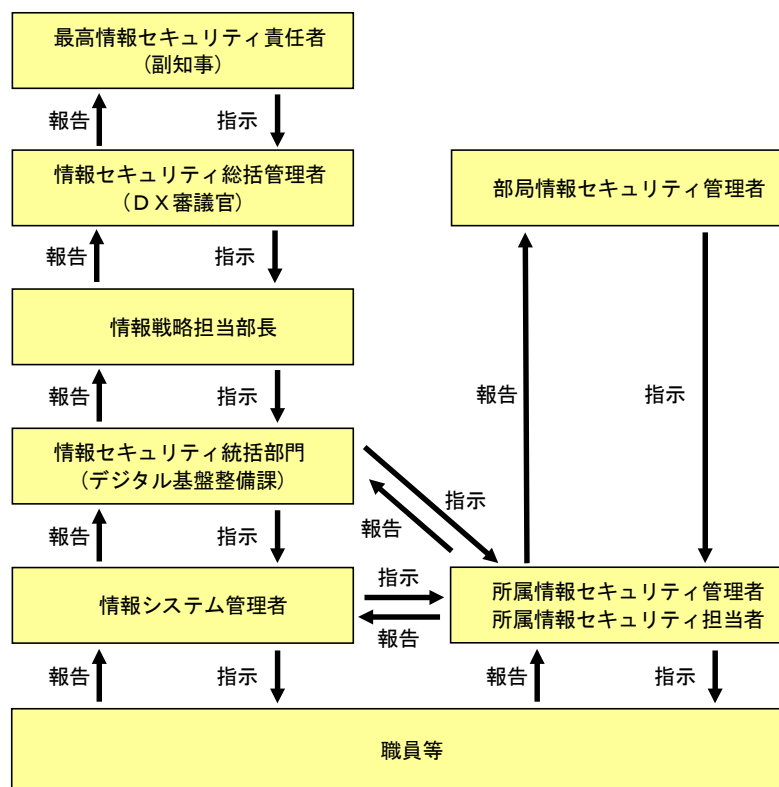 最高情報セキュリティ責任者
（副知事）
報告
指示
情報セキュリティ総括管理者
（ＤＸ審議官）
部局情報セキュリティ管理者
報告
指示
情報戦略担当部長
報告
指示
報告
指示
情報セキュリティ統括部門
（デジタル基盤整備課）
指示
報告
報告
指示
情報システム管理者
指示
報告
所属情報セキュリティ管理者
所属情報セキュリティ担当者
報告
指示
報告
指示
職員等